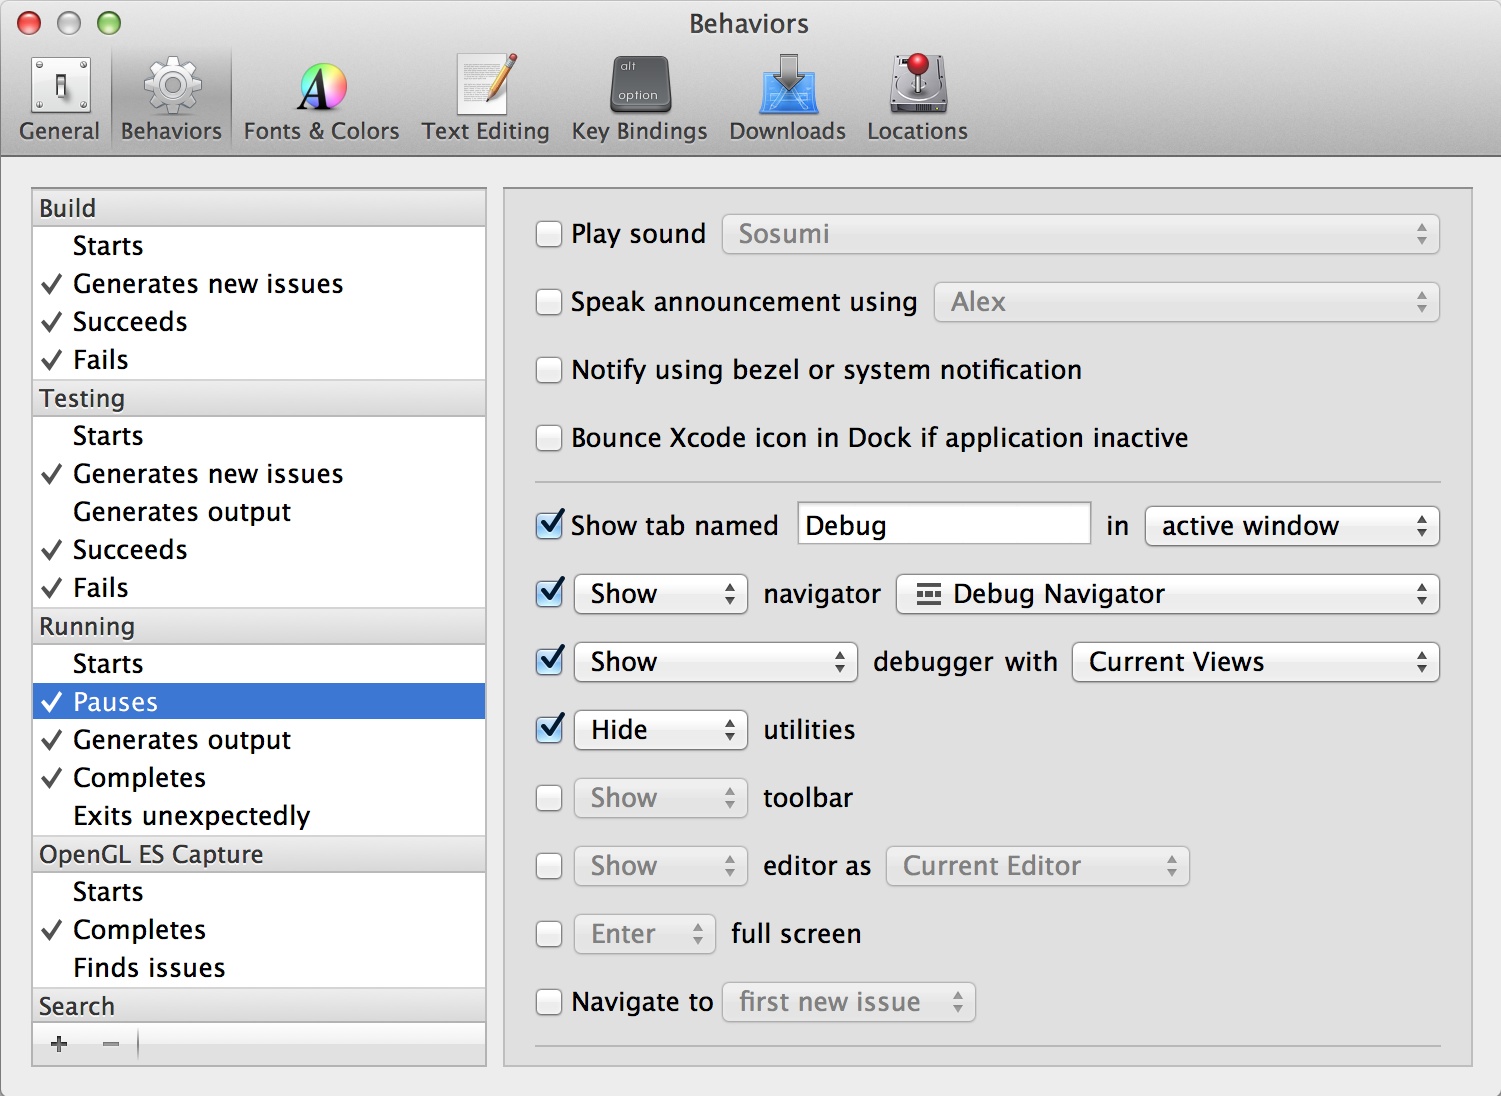 Behaviors
alt
option
General Behaviors Fonts & Colors Text Editing Key Bindings Downloads Locations
Build
Starts
Generates new issues
Succeeds
Fails
Testing
Starts
Generates new issues
Generates output
Succeeds
Fails
Running
Starts
Pauses
Generates output
Completes
Exits unexpectedly
OpenGL ES Capture
Starts
Completes
Finds issues
Search
Play sound Sosumi
Speak announcement using Alex
Notify using bezel or system notification
Bounce Xcode icon in Dock if application inactive
Show tab named Debug in active window
Show navigator Debug Navigator
Show debugger with Current Views
Hide utilities
Show toolbar
Show editor as Current Editor
Enter full screen
Navigate to first new issue